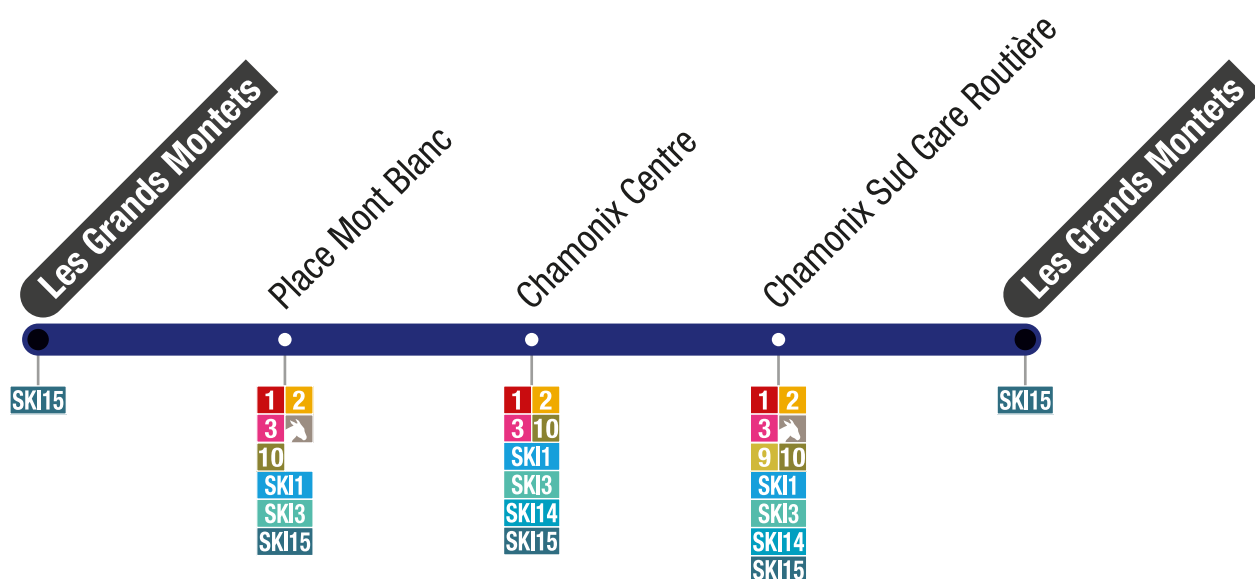 Les Grands Montets
Place Mont Blanc
Chamonix Centre
Chamonix Sud Gare Routière
Les Grands Montets
SKI15
1 2
3
10
SKI1
SKI3
SKI15
1 2
3 10
SKI1
SKI3
SKI14
SKI15
1 2
3
9 10
SKI1
SKI3
SKI14
SKI15
SKI15